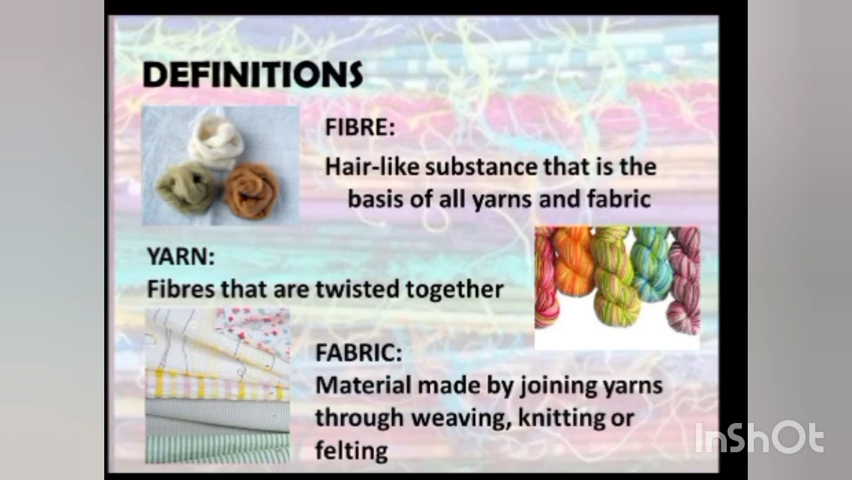 DEFINITIONS
FIBRE:
Hair-like substance that is the
basis of all yarns and fabric
YARN:
Fibres that are twisted together
FABRIC:
Material made by joining yarns
through weaving, knitting or
felting
InShOt